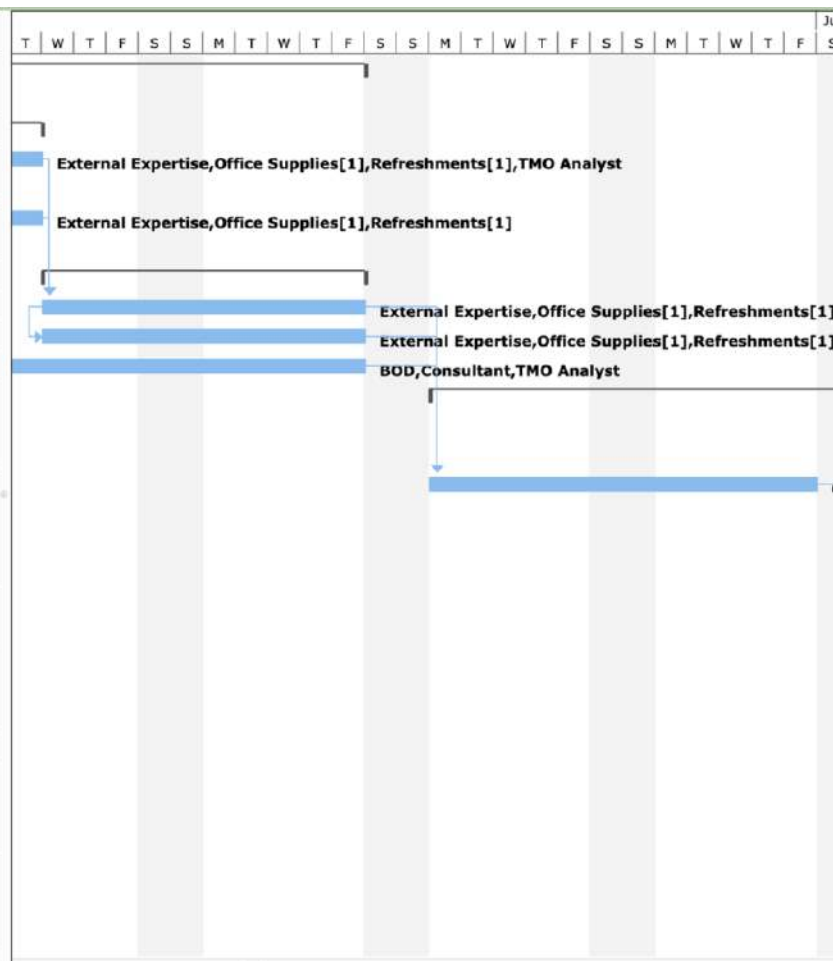 Ju
T W T F S S M T W T F S S M T W T F S S M T W T F S
External Expertise,Office Supplies[1],Refreshments[1],TMO Analyst
External Expertise,Office Supplies[1],Refreshments[1]
External Expertise,Office Supplies[1],Refreshments[1]
External Expertise,Office Supplies[1],Refreshments[1]
BOD,Consultant,TMO Analyst